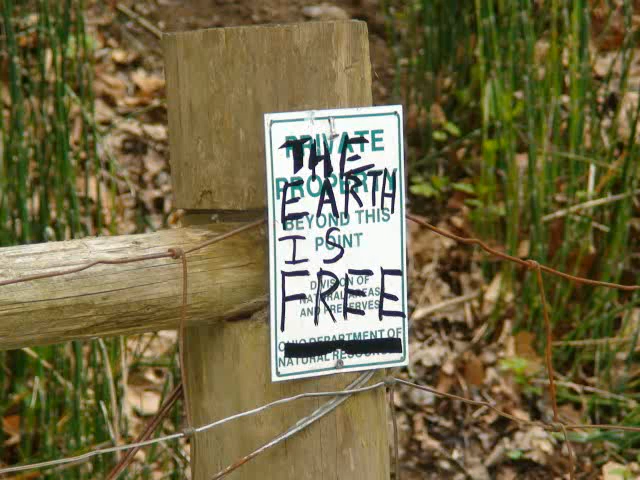 PRIVATE
THE
PROPERTY
EARTH
BEYOND THIS
IS
POINT
DIVISION OF
FREE
NATURAL AREAS
AND PRESERVES
OHIO DEPARTMENT OF
NATURAL RESOURCES